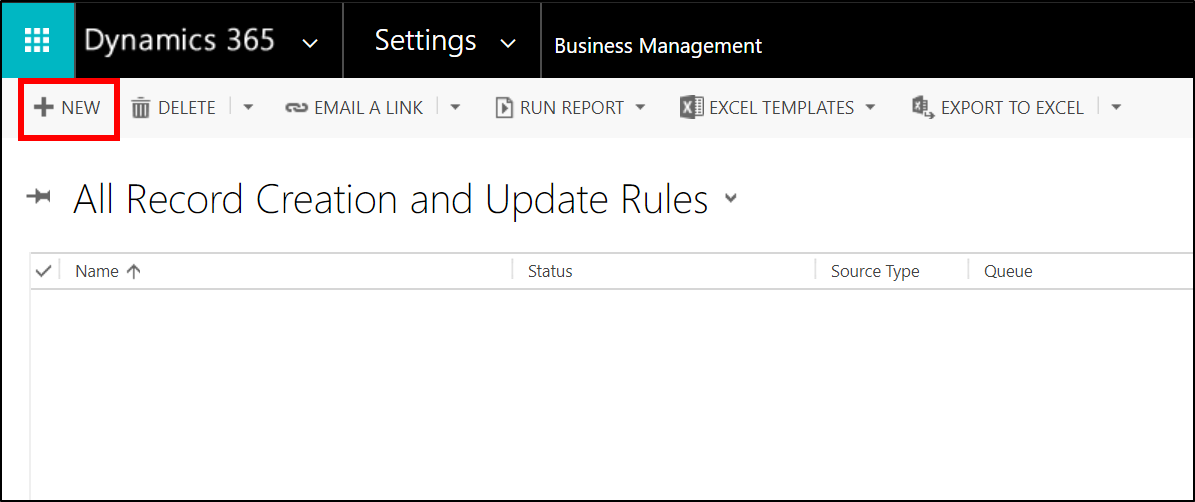 Dynamics 365 Settings Business Management
NEW DELETE EMAIL A LINK RUN REPORT EXCEL TEMPLATES EXPORT TO EXCEL
All Record Creation and Update Rules
Name Status Source Type Queue